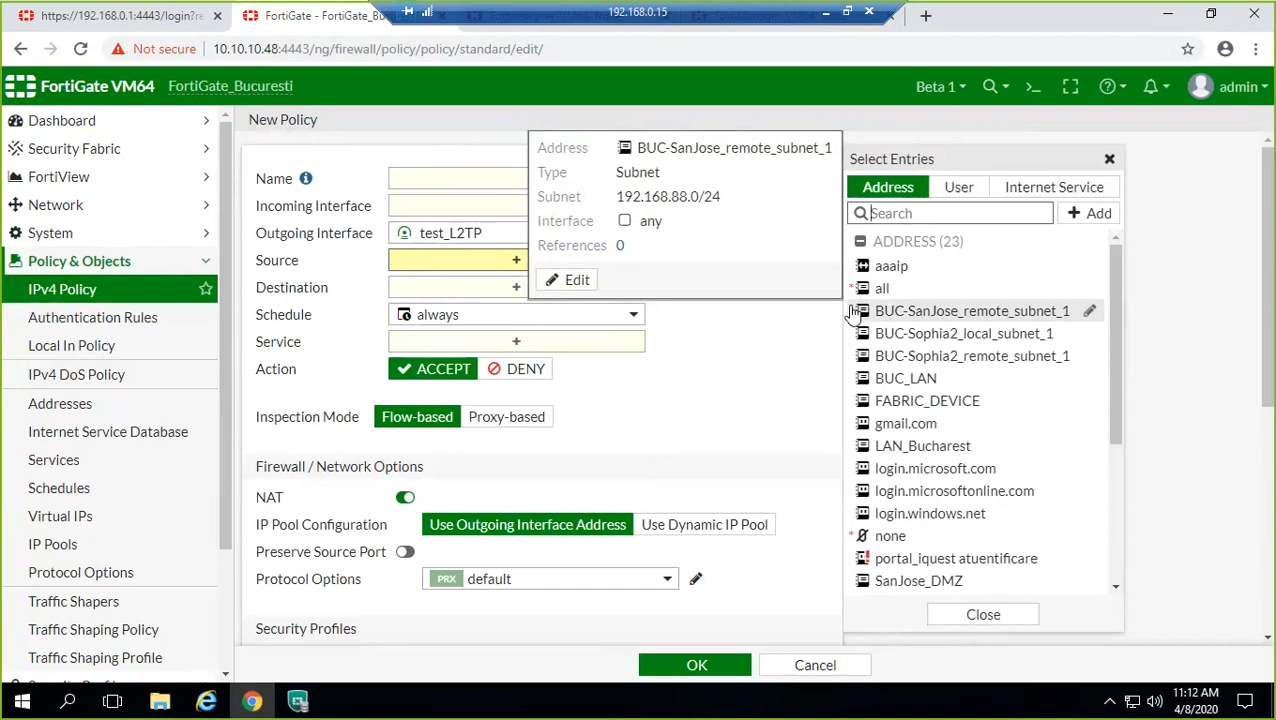 https://192.168.0.1:4443/login?re
FortiGate - FortiGate_Bu
192.168.0.15
Not secure
10.10.10.48:4443/ng/firewall/policy/policy/standard/edit/
FortiGate VM64
FortiGate_Bucuresti
Beta 1
admin
Dashboard
Security Fabric
FortiView
Network
System
Policy & Objects
IPv4 Policy
Authentication Rules
Local In Policy
IPv4 DoS Policy
Addresses
Internet Service Database
Services
Schedules
Virtual IPs
IP Pools
Protocol Options
Traffic Shapers
Traffic Shaping Policy
Traffic Shaping Profile
New Policy
Name
Incoming Interface
Outgoing Interface test_L2TP
Source +
Destination +
Schedule always
Service +
Action ACCEPT DENY
Inspection Mode Flow-based Proxy-based
Firewall / Network Options
NAT
IP Pool Configuration Use Outgoing Interface Address Use Dynamic IP Pool
Preserve Source Port
Protocol Options PRX default
Security Profiles
OK Cancel
Address BUC-SanJose_remote_subnet_1
Type Subnet
Subnet 192.168.88.0/24
Interface any
References 0
Edit
Select Entries
Address User Internet Service
Search + Add
ADDRESS (23)
aaaip
* all
BUC-SanJose_remote_subnet_1
BUC-Sophia2_local_subnet_1
BUC-Sophia2_remote_subnet_1
BUC_LAN
FABRIC_DEVICE
gmail.com
LAN_Bucharest
login.microsoft.com
login.microsoftonline.com
login.windows.net
* none
portal_iquest atuentificare
SanJose_DMZ
Close
11:12 AM
4/8/2020